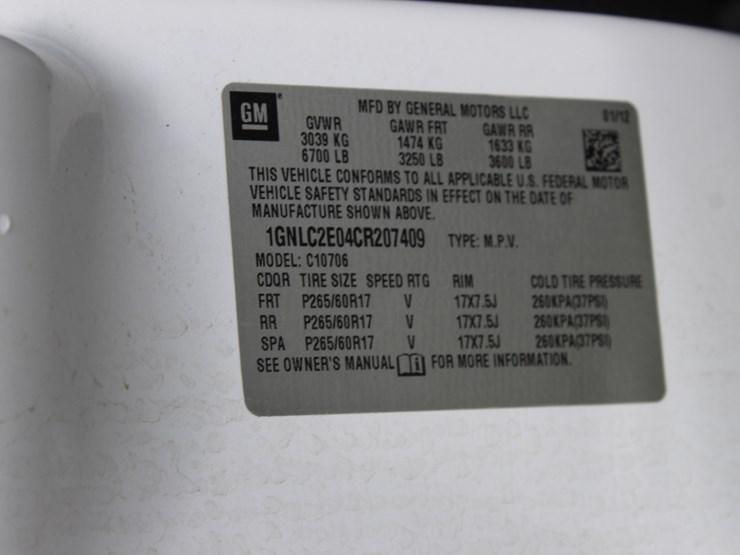 GM
MFD BY GENERAL MOTORS LLC 01/12
GVWR GAWR FRT GAWR RR
3039 KG 1474 KG 1633 KG
6700 LB 3250 LB 3600 LB
THIS VEHICLE CONFORMS TO ALL APPLICABLE U.S. FEDERAL MOTOR
VEHICLE SAFETY STANDARDS IN EFFECT ON THE DATE OF
MANUFACTURE SHOWN ABOVE.
1GNLC2E04CR207409 TYPE: M.P.V.
MODEL: C10706
CDQR TIRE SIZE SPEED RTG RIM COLD TIRE PRESSURE
FRT P265/60R17 V 17X7.5J 260KPA(37PSI)
RR P265/60R17 V 17X7.5J 260KPA(37PSI)
SPA P265/60R17 V 17X7.5J 260KPA(37PSI)
SEE OWNER'S MANUAL FOR MORE INFORMATION.